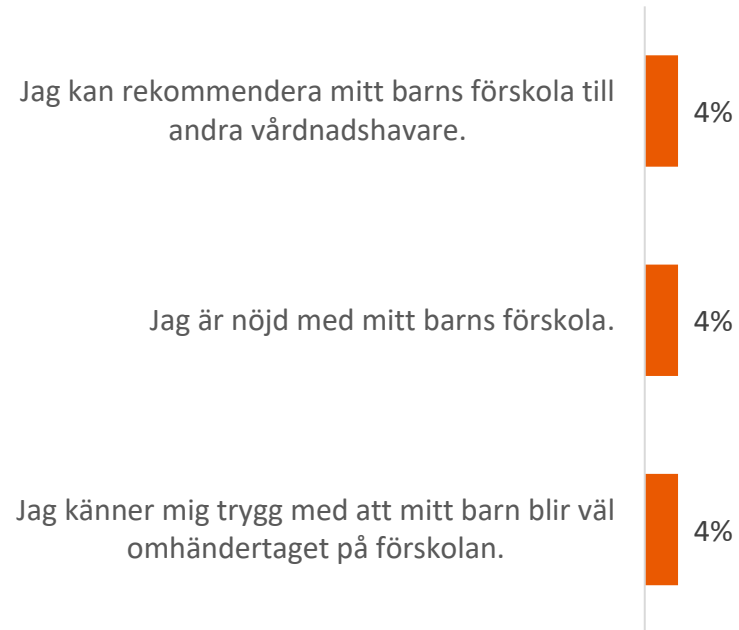 Jag kan rekommendera mitt barns förskola till
andra vårdnadshavare.
4%
Jag är nöjd med mitt barns förskola.
4%
Jag känner mig trygg med att mitt barn blir väl
omhändertaget på förskolan.
4%